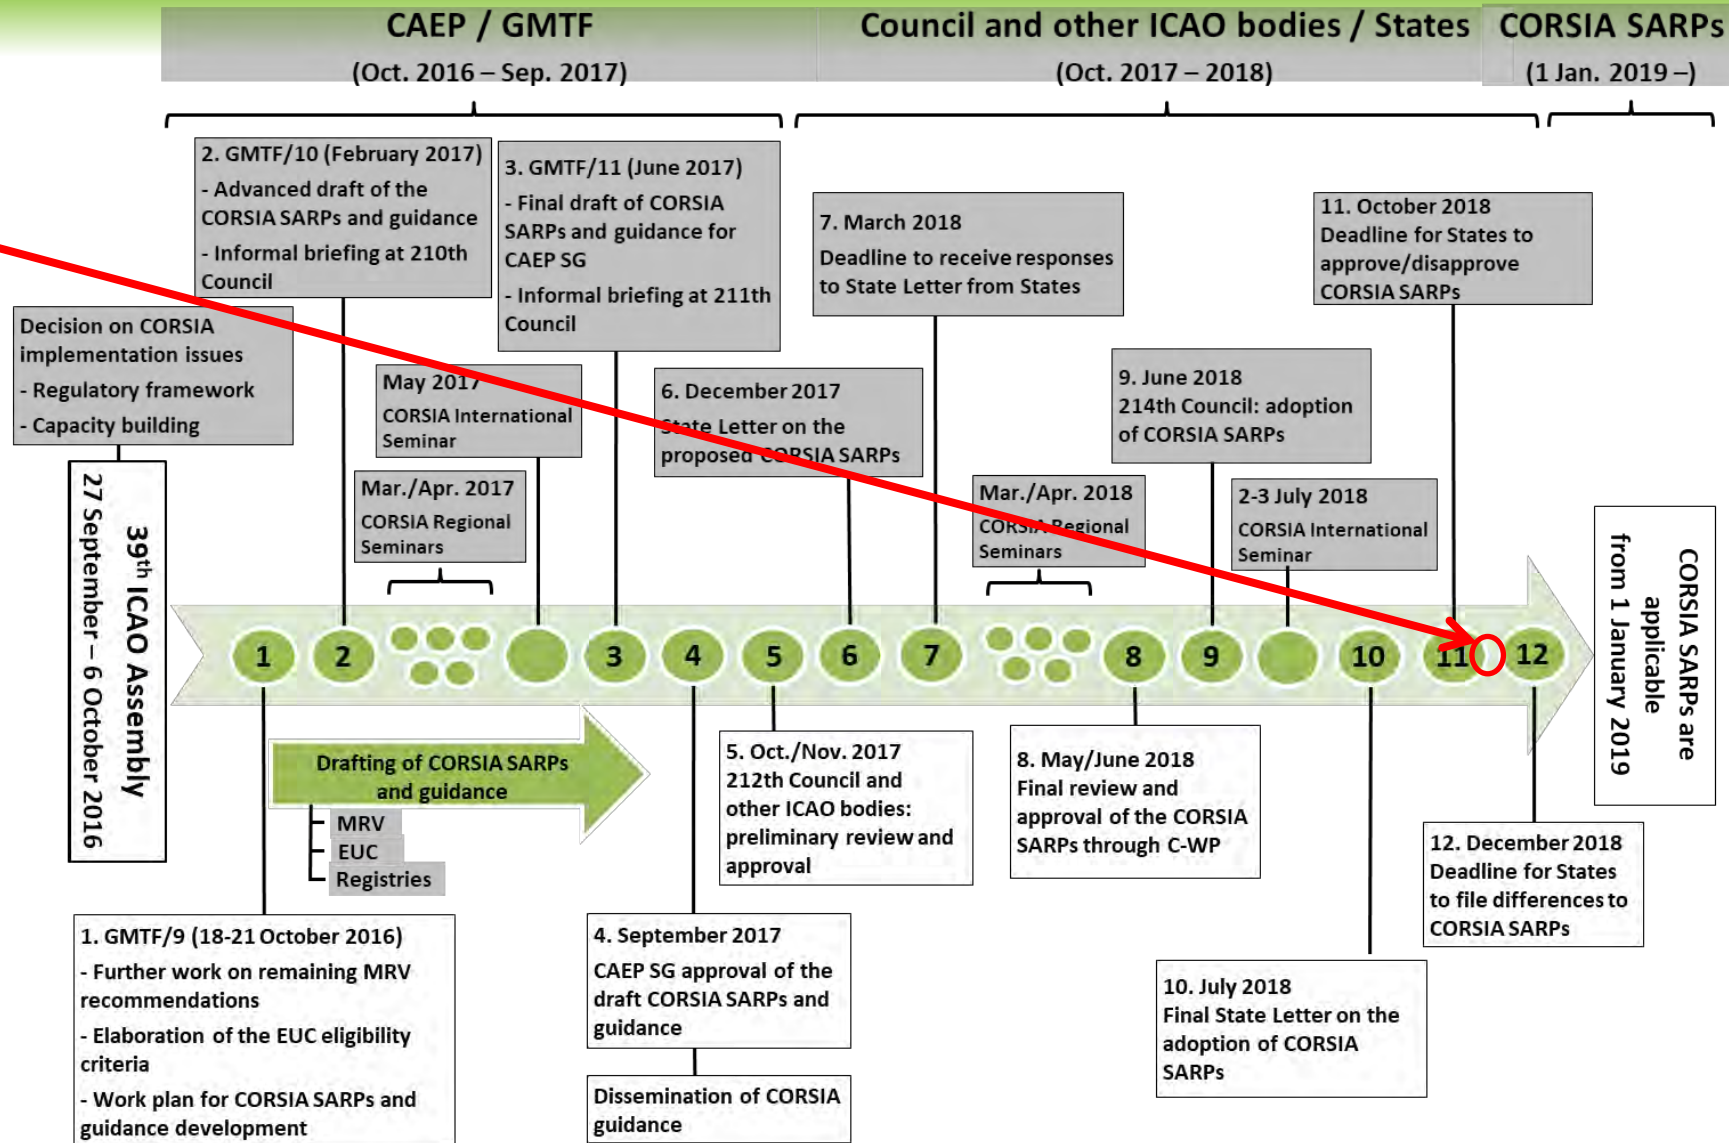 CAEP / GMTF
(Oct. 2016 – Sep. 2017)
Council and other ICAO bodies / States
(Oct. 2017 – 2018)
CORSIA SARPs
(1 Jan. 2019 –)
2. GMTF/10 (February 2017)
- Advanced draft of the
CORSIA SARPs and guidance
- Informal briefing at 210th
Council
3. GMTF/11 (June 2017)
- Final draft of CORSIA
SARPs and guidance for
CAEP SG
- Informal briefing at 211th
Council
7. March 2018
Deadline to receive responses
to State Letter from States
11. October 2018
Deadline for States to
approve/disapprove
CORSIA SARPs
Decision on CORSIA
implementation issues
- Regulatory framework
- Capacity building
May 2017
CORSIA International
Seminar
6. December 2017
State Letter on the
proposed CORSIA SARPs
9. June 2018
214th Council: adoption
of CORSIA SARPs
Mar./Apr. 2017
CORSIA Regional
Seminars
Mar./Apr. 2018
CORSIA Regional
Seminars
2-3 July 2018
CORSIA International
Seminar
39th ICAO Assembly
27 September – 6 October 2016
1
2
3
4
5
6
7
8
9
10
11
12
CORSIA SARPs are
applicable
from 1 January 2019
Drafting of CORSIA SARPs
and guidance
MRV
EUC
Registries
5. Oct./Nov. 2017
212th Council and
other ICAO bodies:
preliminary review and
approval
8. May/June 2018
Final review and
approval of the CORSIA
SARPs through C-WP
12. December 2018
Deadline for States
to file differences to
CORSIA SARPs
1. GMTF/9 (18-21 October 2016)
- Further work on remaining MRV
recommendations
- Elaboration of the EUC eligibility
criteria
- Work plan for CORSIA SARPs and
guidance development
4. September 2017
CAEP SG approval of the
draft CORSIA SARPs and
guidance
Dissemination of CORSIA
guidance
10. July 2018
Final State Letter on the
adoption of CORSIA
SARPs